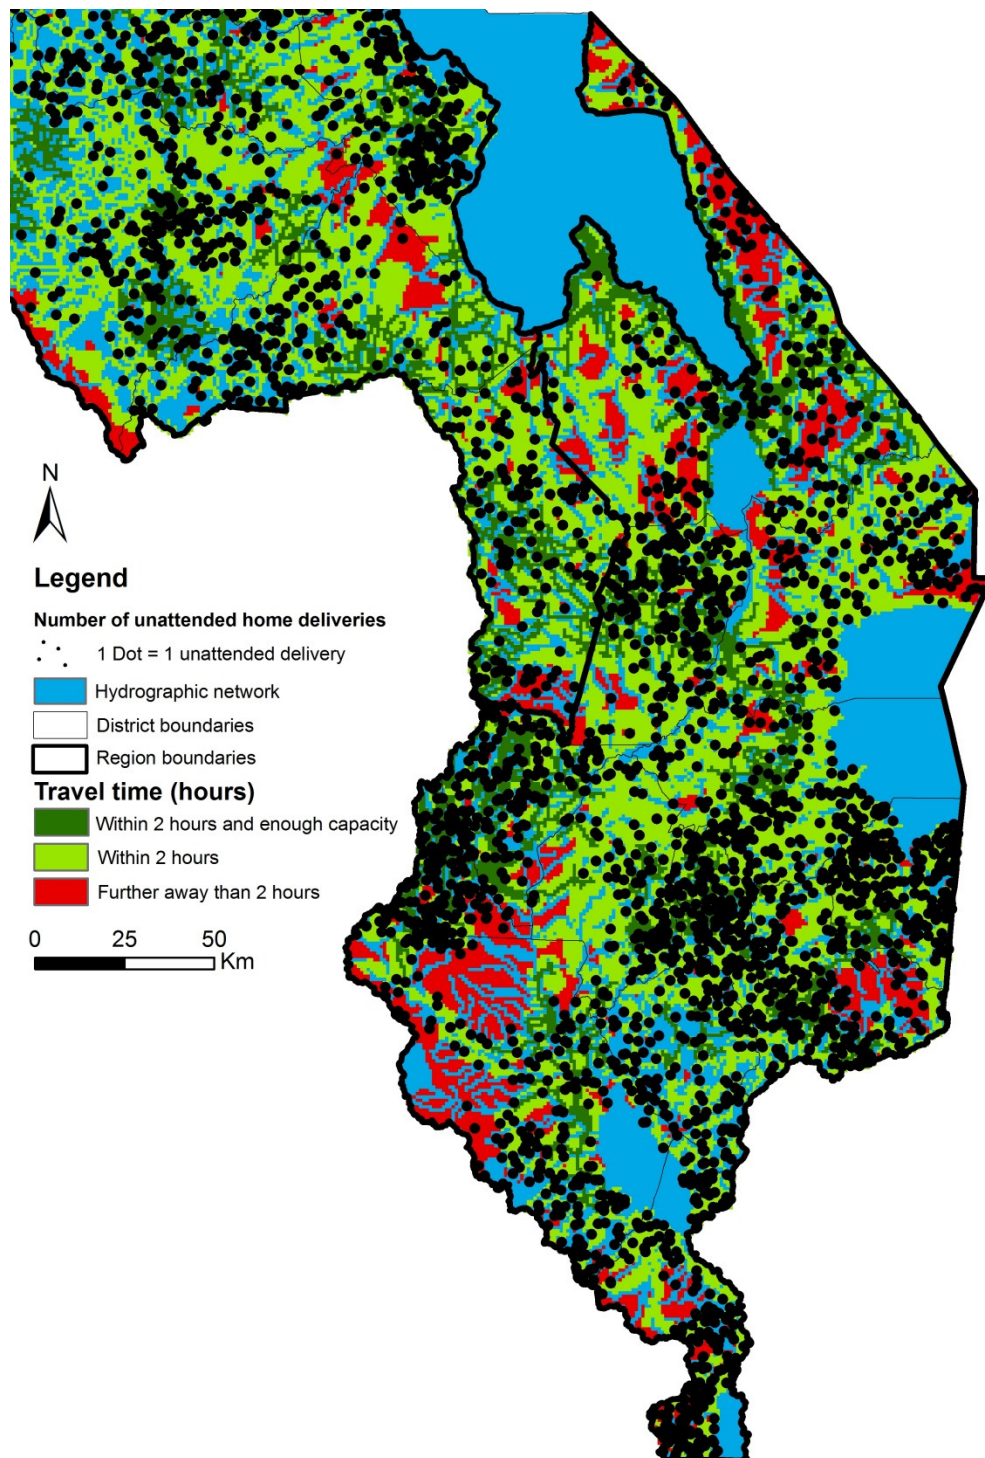 N
Legend
Number of unattended home deliveries
1 Dot = 1 unattended delivery
Hydrographic network
District boundaries
Region boundaries
Travel time (hours)
Within 2 hours and enough capacity
Within 2 hours
Further away than 2 hours
0 25 50
Km